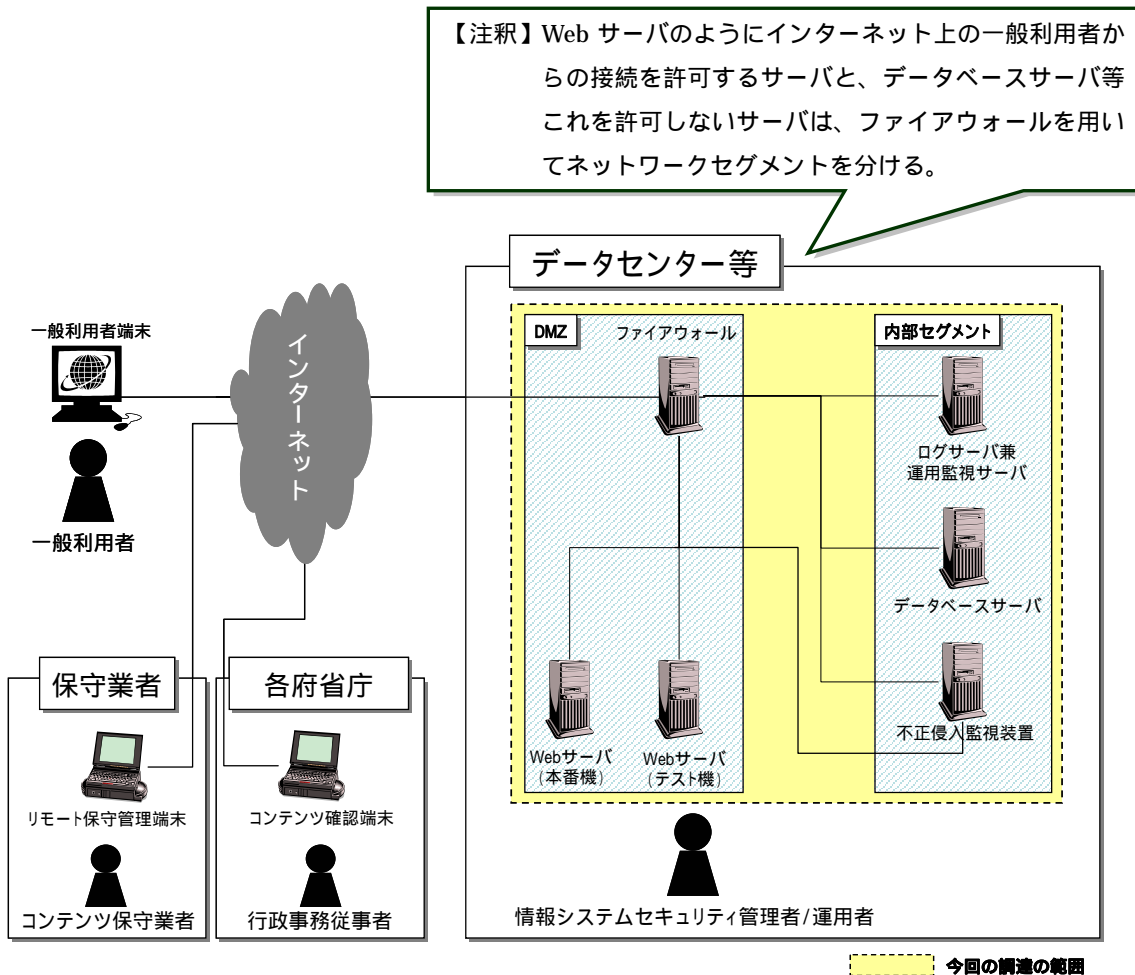 【注釈】Web サーバのようにインターネット上の一般利用者か
らの接続を許可するサーバと、データベースサーバ等
これを許可しないサーバは、ファイアウォールを用い
てネットワークセグメントを分ける。
データセンター等
DMZ
ファイアウォール
内部セグメント
一般利用者端末
インターネット
ログサーバ兼
運用監視サーバ
一般利用者
データベースサーバ
保守業者
各府省庁
不正侵入監視装置
Webサーバ
(本番機)
Webサーバ
(テスト機)
リモート保守管理端末
コンテンツ確認端末
コンテンツ保守業者
行政事務従事者
情報システムセキュリティ管理者/運用者
今回の調達の範囲